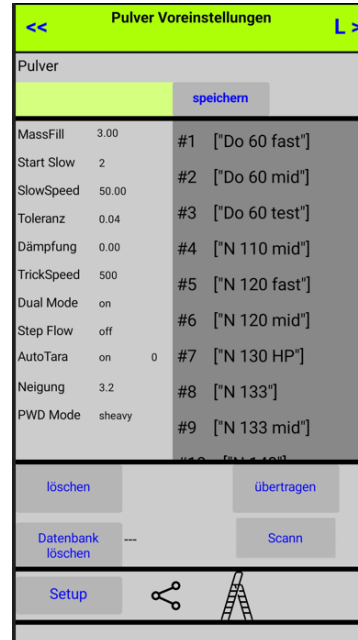 << Pulver Voreinstellungen L >
Pulver
speichern
MassFill 3.00
Start Slow 2
SlowSpeed 50.00
Toleranz 0.04
Dämpfung 0.00
TrickSpeed 500
Dual Mode on
Step Flow off
AutoTara on 0
Neigung 3.2
PWD Mode sheavy
#1 ["Do 60 fast"]
#2 ["Do 60 mid"]
#3 ["Do 60 test"]
#4 ["N 110 mid"]
#5 ["N 120 fast"]
#6 ["N 120 mid"]
#7 ["N 130 HP"]
#8 ["N 133"]
#9 ["N 133 mid"]
löschen übertragen
Datenbank löschen --- Scann
Setup